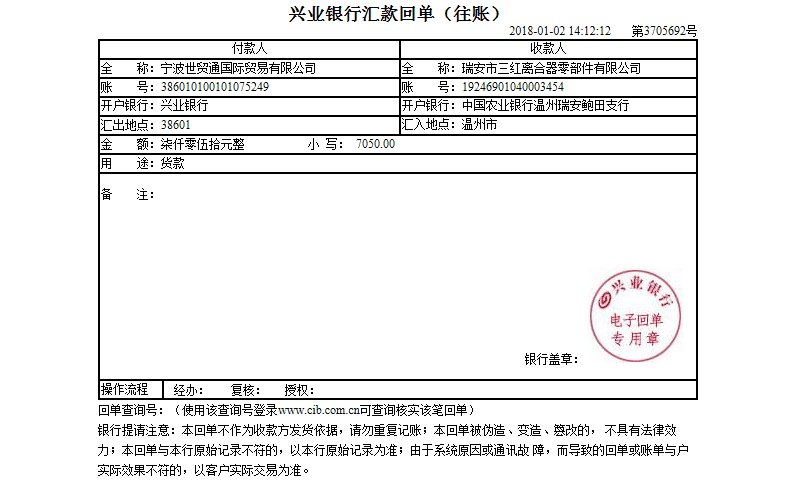 兴业银行汇款回单（往账）
2018-01-02 14:12:12 第3705692号
付款人 收款人
全 称：宁波世贸通国际贸易有限公司 全 称：瑞安市三红离合器零部件有限公司
账 号：386010100101075249 账 号：19246901040003454
开户银行：兴业银行 开户银行：中国农业银行温州瑞安鲍田支行
汇出地点：38601 汇入地点：温州市
金 额：柒仟零伍拾元整 小 写： 7050.00
用 途：货款
备 注：
兴业银行
电子回单
专用章
银行盖章：
操作流程 经办： 复核： 授权：
回单查询号：（使用该查询号登录www.cib.com.cn可查询核实该笔回单）
银行提请注意：本回单不作为收款方发货依据，请勿重复记账；本回单被伪造、变造、篡改的， 不具有法律效
力；本回单与本行原始记录不符的，以本行原始记录为准；由于系统原因或通讯故 障，而导致的回单或账单与户
实际效果不符的，以客户实际交易为准。